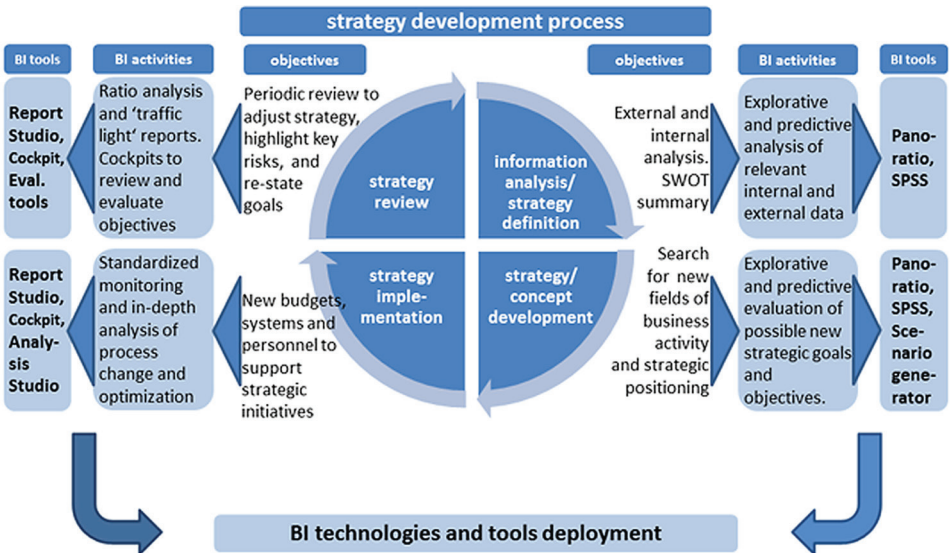 strategy development process
BI tools
BI activities
objectives
objectives
BI activities
BI tools
Report
Studio,
Cockpit,
Eval.
tools
Ratio analysis
and ‘traffic
light‘ reports.
Cockpits to
review and
evaluate
objectives
Periodic review to
adjust strategy,
highlight key
risks, and
re-state
goals
strategy
review
information
analysis/
strategy
definition
External and
internal
analysis.
SWOT
summary
Explorative
and predictive
analysis of
relevant
internal and
external data
Pano-
ratio,
SPSS
Report
Studio,
Cockpit,
Analy-
sis
Studio
Standardized
monitoring
and in-depth
analysis of
process
change and
optimization
New budgets,
systems and
personnel to
support
strategic
initiatives
strategy
imple-
mentation
strategy/
concept
development
Search
for new
fields of
business
activity
and strategic
positioning
Explorative
and predictive
evaluation of
possible new
strategic goals
and
objectives.
Pano-
ratio,
SPSS,
Sce-
nario
gene-
rator
BI technologies and tools deployment